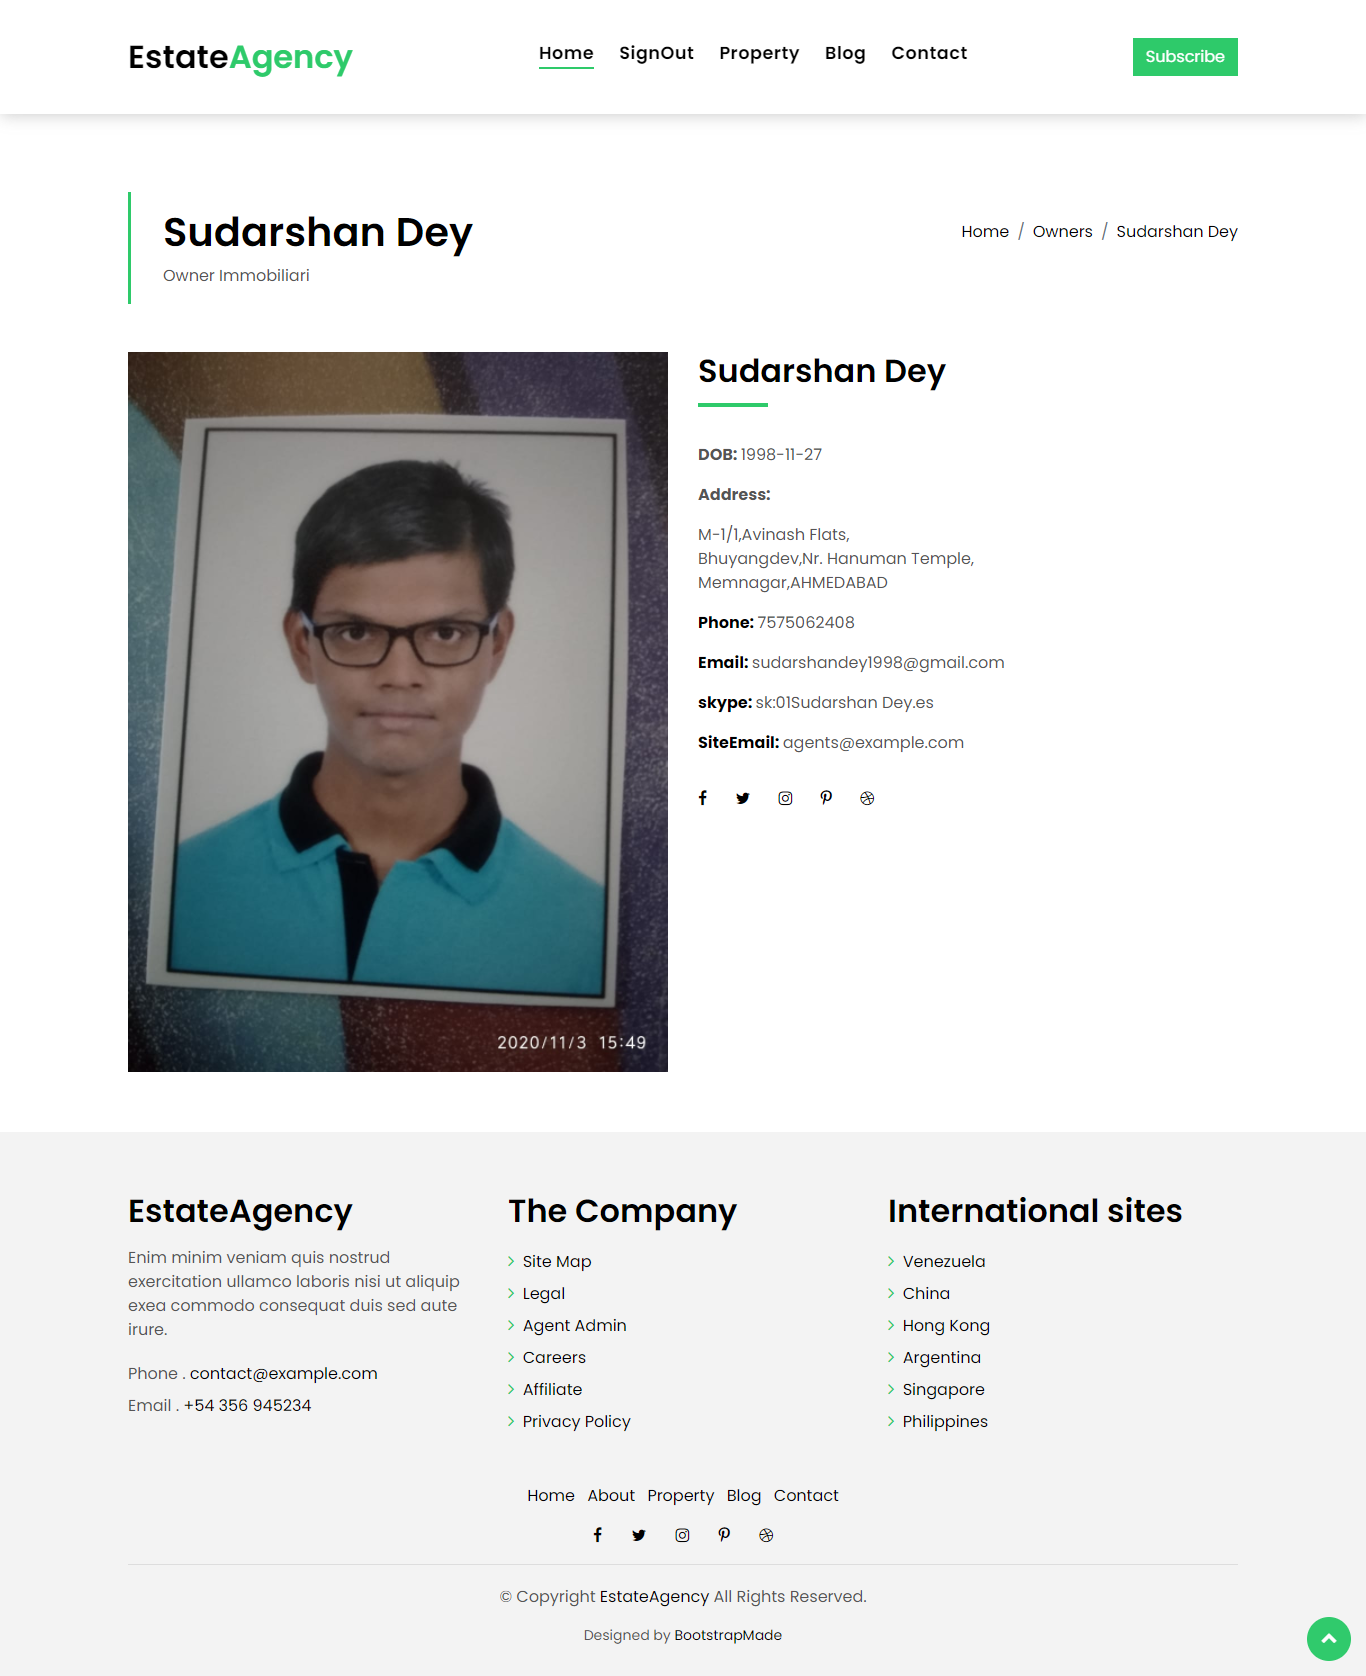 EstateAgency
Home SignOut Property Blog Contact
Subscribe
Sudarshan Dey
Owner Immobiliari
Home / Owners / Sudarshan Dey
2020/11/3 15:49
Sudarshan Dey
DOB: 1998-11-27
Address:
M-1/1,Avinash Flats,
Bhuyangdev,Nr. Hanuman Temple,
Memnagar,AHMEDABAD
Phone: 7575062408
Email: sudarshandey1998@gmail.com
skype: sk:01Sudarshan Dey.es
SiteEmail: agents@example.com
EstateAgency
Enim minim veniam quis nostrud
exercitation ullamco laboris nisi ut aliquip
exea commodo consequat duis sed aute
irure.
Phone . contact@example.com
Email . +54 356 945234
The Company
Site Map
Legal
Agent Admin
Careers
Affiliate
Privacy Policy
International sites
Venezuela
China
Hong Kong
Argentina
Singapore
Philippines
Home About Property Blog Contact
© Copyright EstateAgency All Rights Reserved.
Designed by BootstrapMade